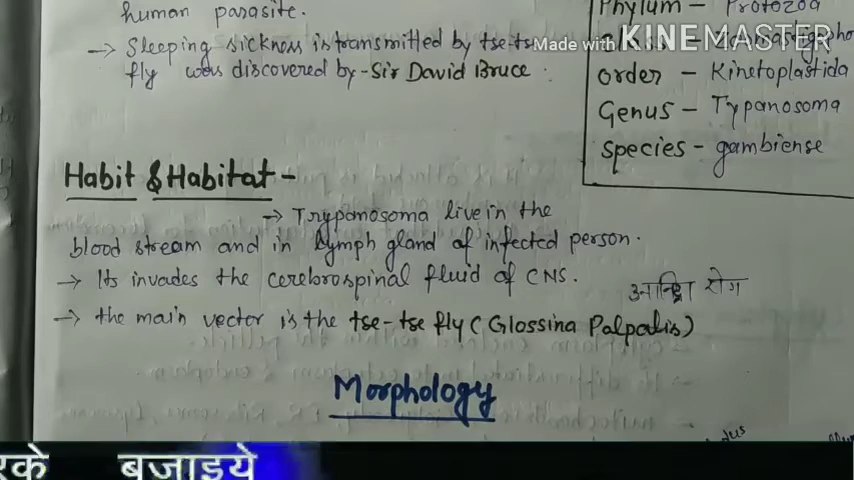 human parasite.
→ Sleeping sickness is transmitted by tse-tse
fly was discovered by - Sir David Bruce
Phylum - Protozoa
Made with KINEMASTER
order - Kinetoplastida
Genus - Typanosoma
species - gambiense
Habit & Habitat -
→ Trypanosoma live in the
blood stream and in lymph gland of infected person.
→ Its invades the cerebrospinal fluid of CNS.
रोग
→ the main vector is the tse-tse fly (Glossina Palpalis)
Morphology
रके बजाइये